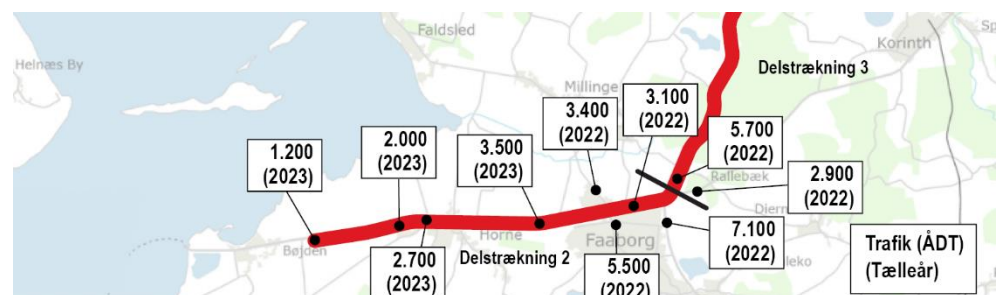 Faldsled
Helnæs By
Korinth
Delstrækning 3
Millinge
3.400
(2022)
3.100
(2022)
1.200
(2023)
2.000
(2023)
3.500
(2023)
5.700
(2022)
2.900
(2022)
Bøjden
Horne
Delstrækning 2
Faaborg
2.700
(2023)
5.500
(2022)
7.100
(2022)
Trafik (ÅDT)
(Tælleår)